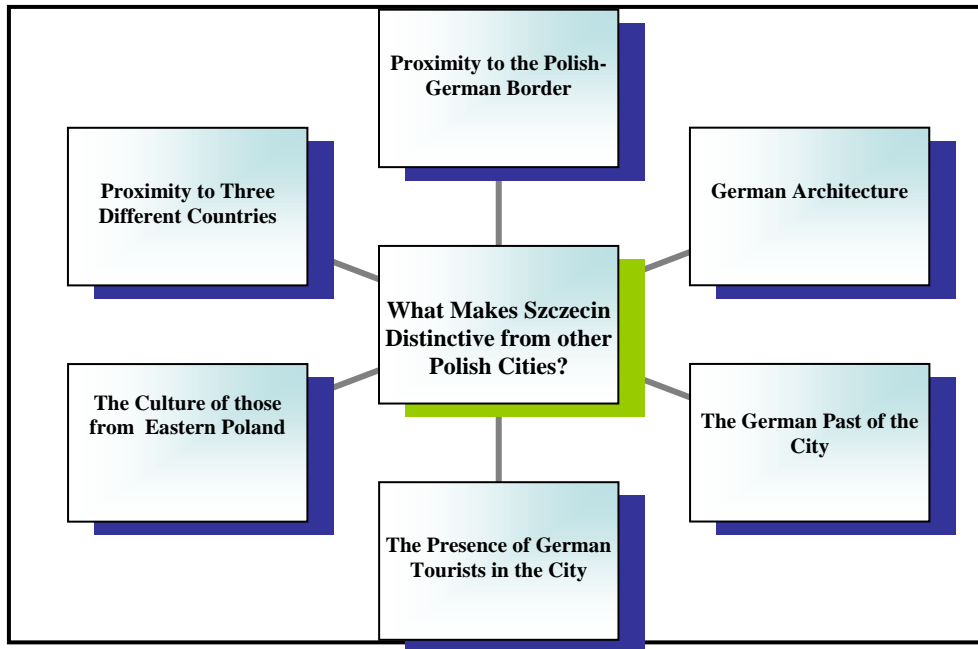 Proximity to the Polish-
German Border
Proximity to Three
Different Countries
German Architecture
What Makes Szczecin
Distinctive from other
Polish Cities?
The Culture of those
from Eastern Poland
The German Past of the
City
The Presence of German
Tourists in the City